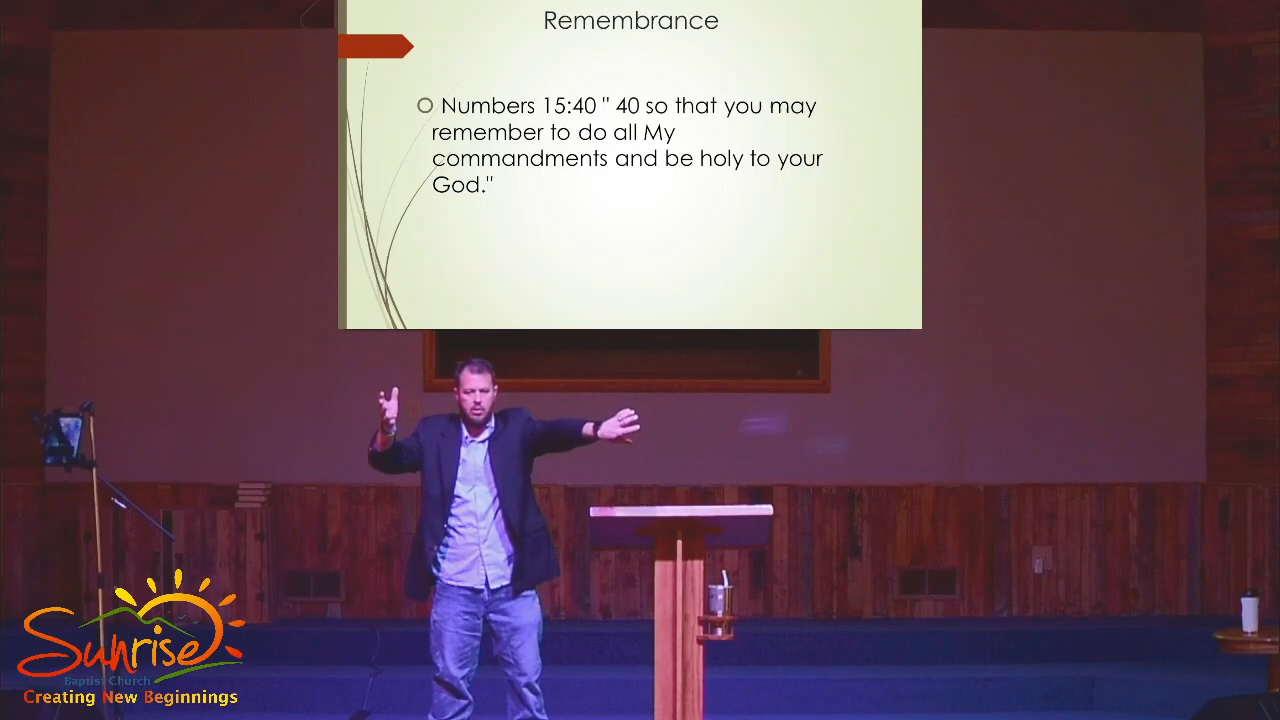 Remembrance
Numbers 15:40 " 40 so that you may
remember to do all My
commandments and be holy to your
God."
Sunrise
Baptist Church
Creating New Beginnings